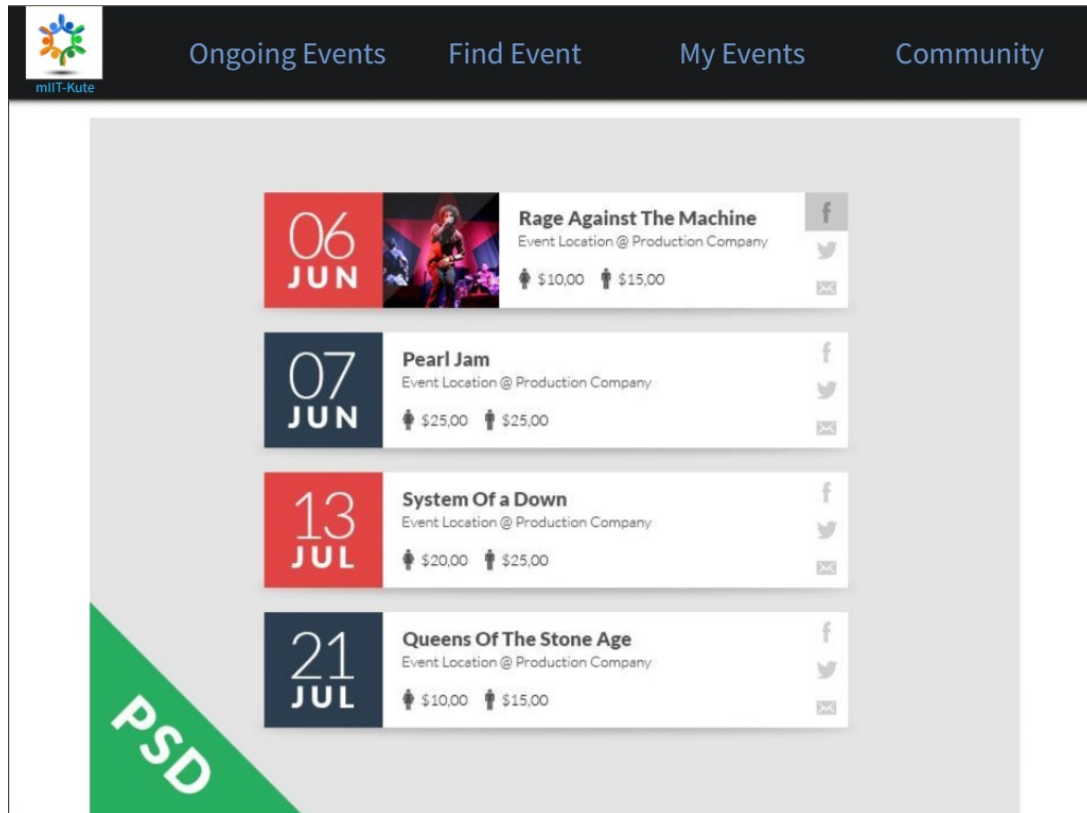 mIIT-Kute
Ongoing Events Find Event My Events Community
06
JUN
Rage Against The Machine
Event Location @ Production Company
$10,00 $15,00
07
JUN
Pearl Jam
Event Location @ Production Company
$25,00 $25,00
13
JUL
System Of a Down
Event Location @ Production Company
$20,00 $25,00
21
JUL
Queens Of The Stone Age
Event Location @ Production Company
$10,00 $15,00
PSD